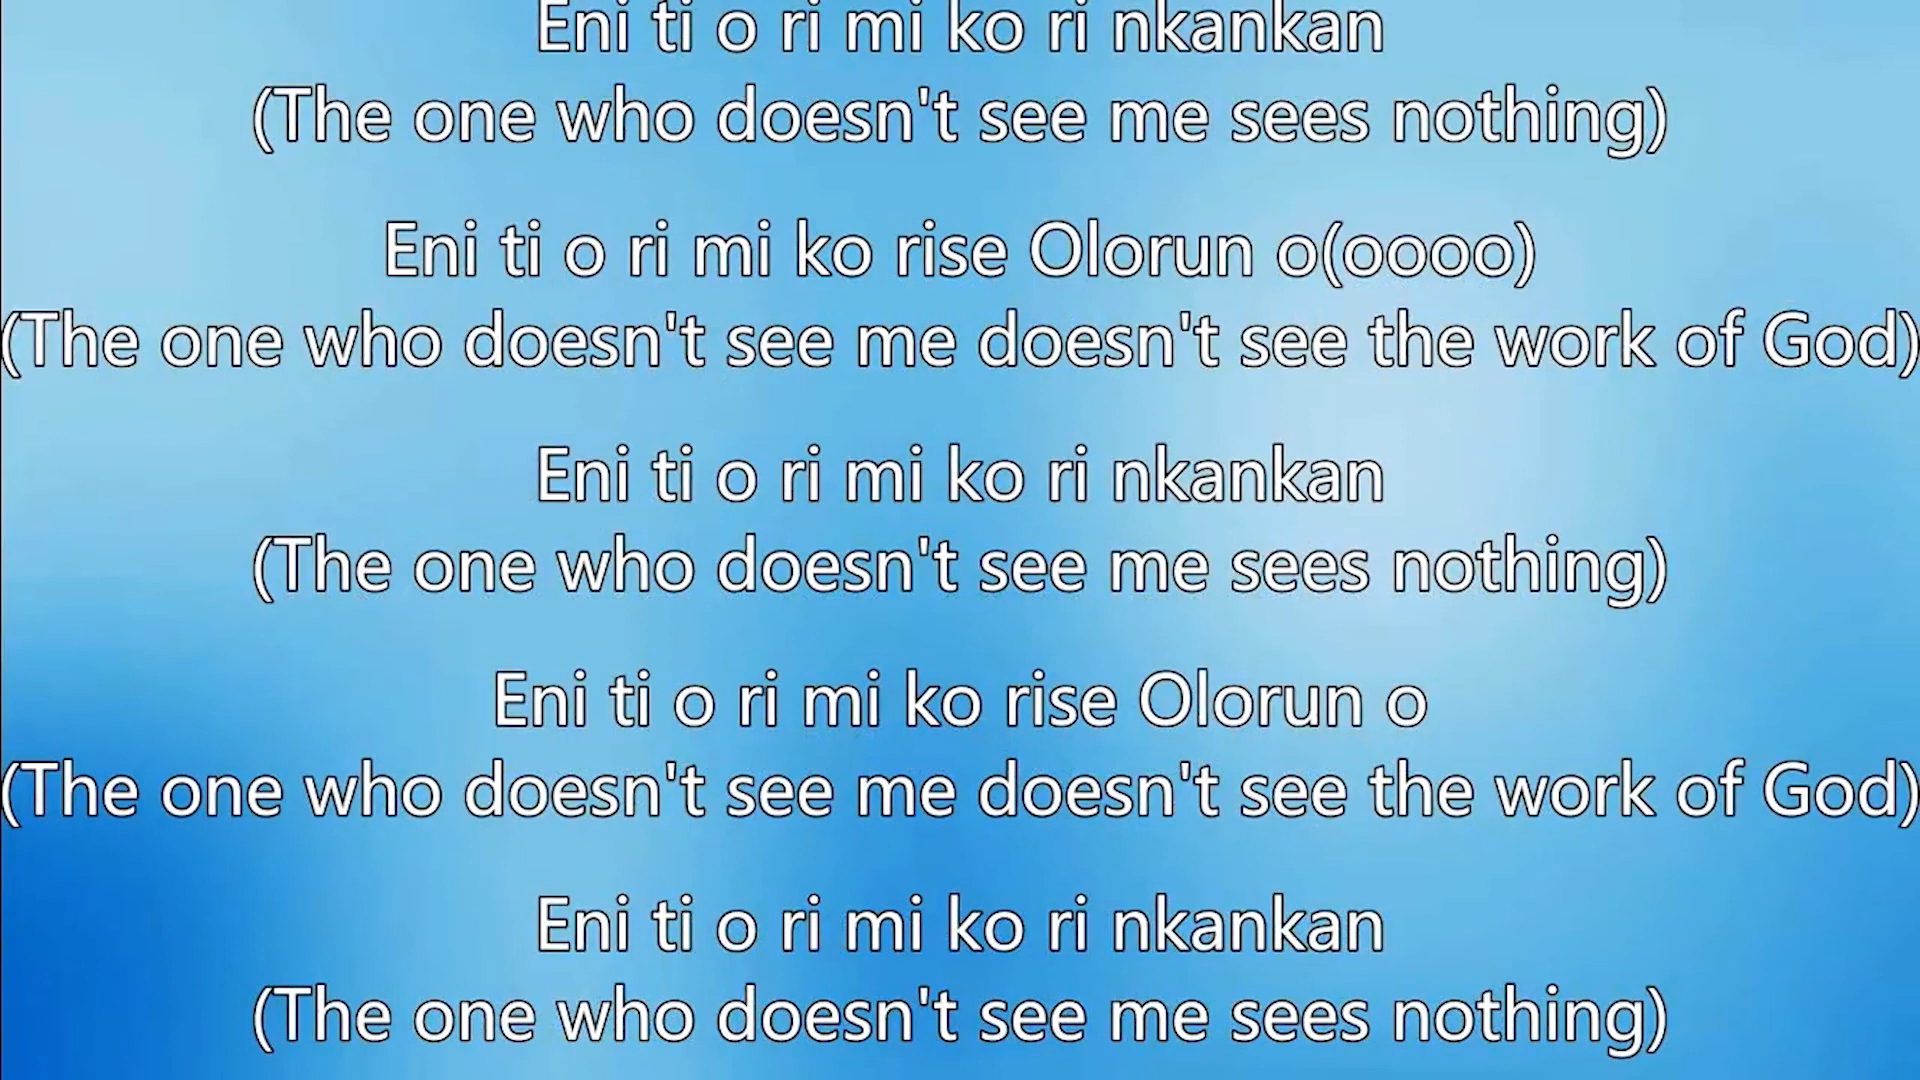 Eni ti o ri mi ko ri nkankan
(The one who doesn't see me sees nothing)
Eni ti o ri mi ko rise Olorun o(oooo)
(The one who doesn't see me doesn't see the work of God)
Eni ti o ri mi ko ri nkankan
(The one who doesn't see me sees nothing)
Eni ti o ri mi ko rise Olorun o
(The one who doesn't see me doesn't see the work of God)
Eni ti o ri mi ko ri nkankan
(The one who doesn't see me sees nothing)